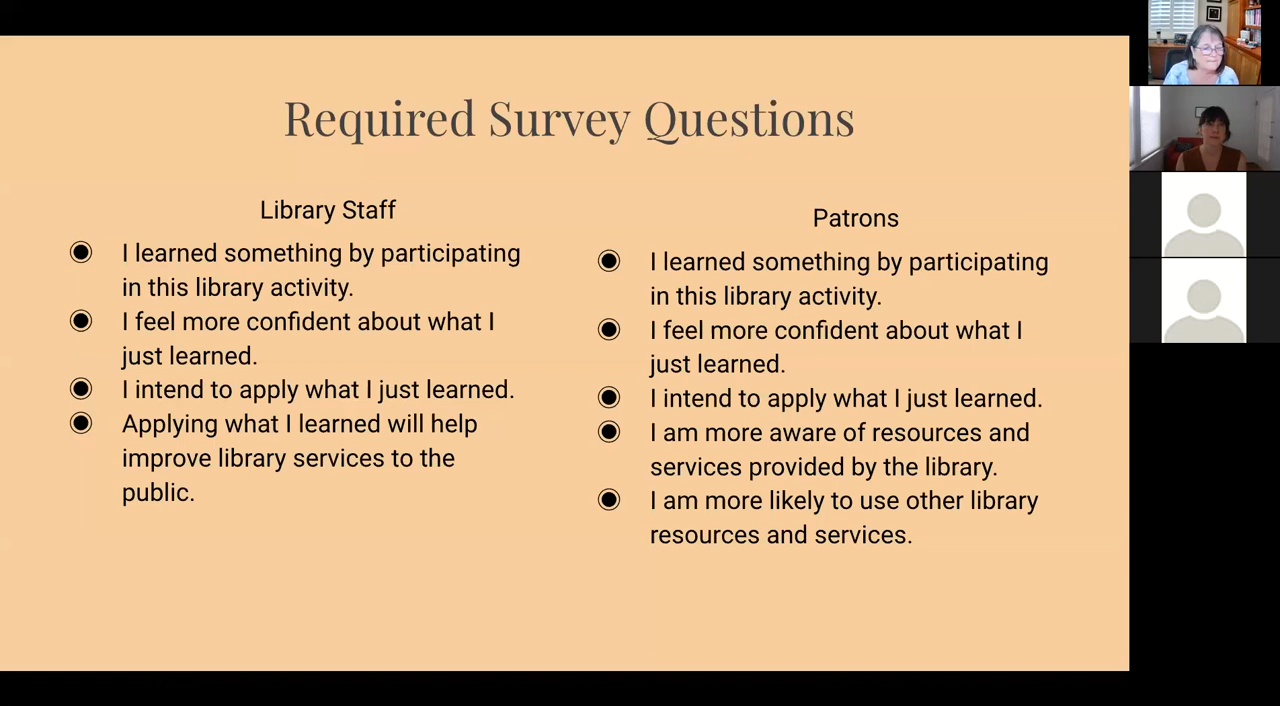 Required Survey Questions
Library Staff
I learned something by participating
in this library activity.
I feel more confident about what I
just learned.
I intend to apply what I just learned.
Applying what I learned will help
improve library services to the
public.
Patrons
I learned something by participating
in this library activity.
I feel more confident about what I
just learned.
I intend to apply what I just learned.
I am more aware of resources and
services provided by the library.
I am more likely to use other library
resources and services.